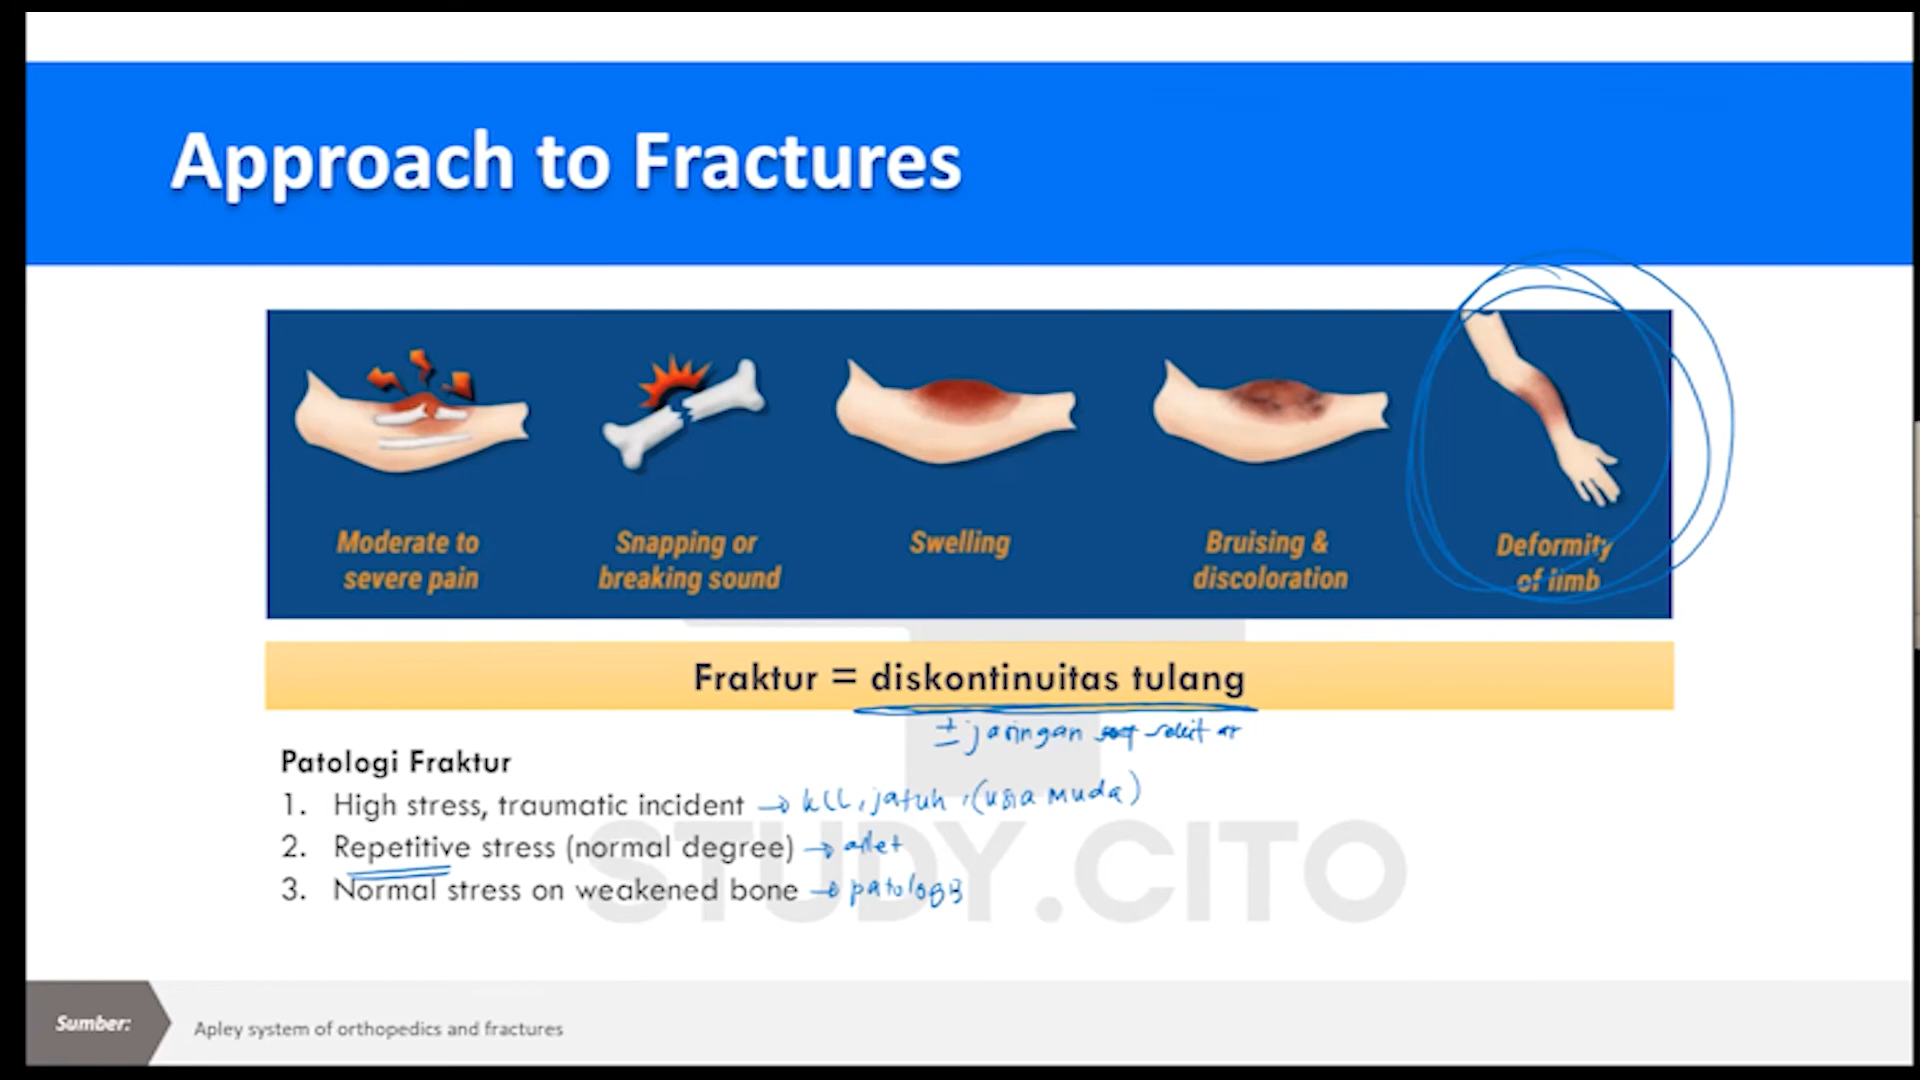 Approach to Fractures
Moderate to
severe pain
Snapping or
breaking sound
Swelling
Bruising &
discoloration
Deformity
of limb
Fraktur = diskontinuitas tulang
± jaringan sekitar
Patologi Fraktur
1. High stress, traumatic incident → KLL, jatuh, (usia muda)
2. Repetitive stress (normal degree) → atlet
3. Normal stress on weakened bone → patologis
STUDY.CITO
Sumber:
Apley system of orthopedics and fractures